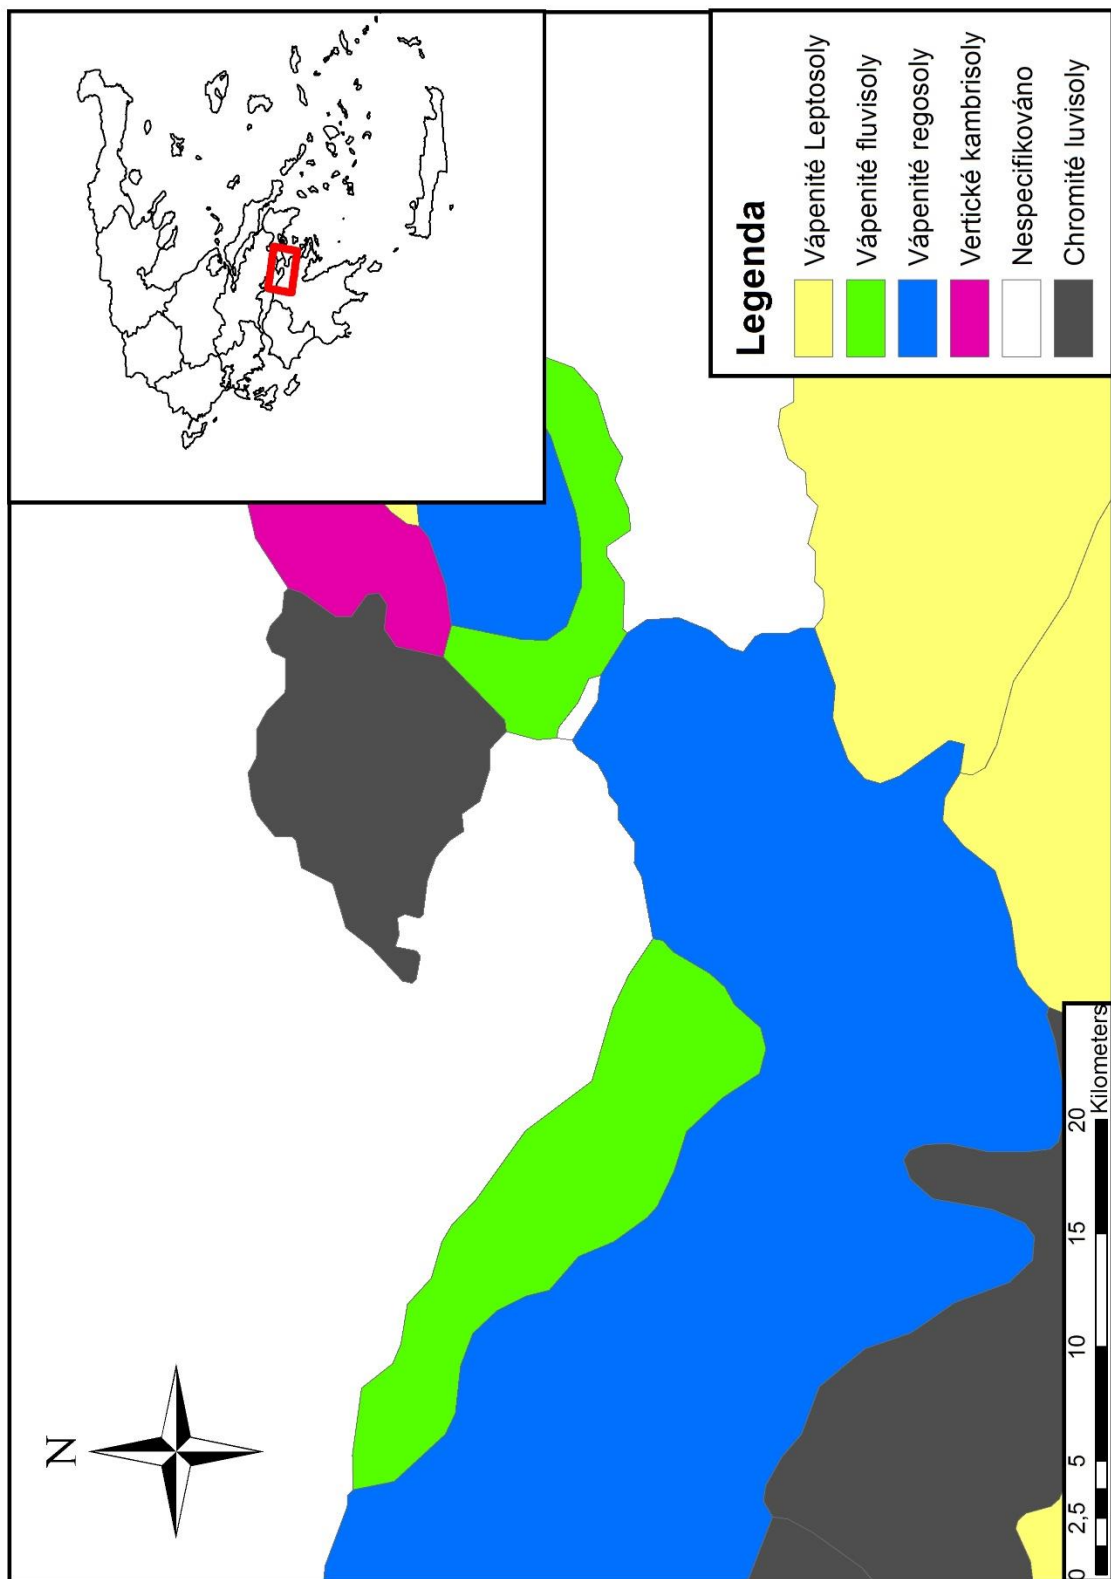 N
Legenda
Vápenité Leptosoly
Vápenité fluvisoly
Vápenité regosoly
Vertické kambrisoly
Nespecifikováno
Chromité luvisoly
0 2,5 5 10 15 20
Kilometers